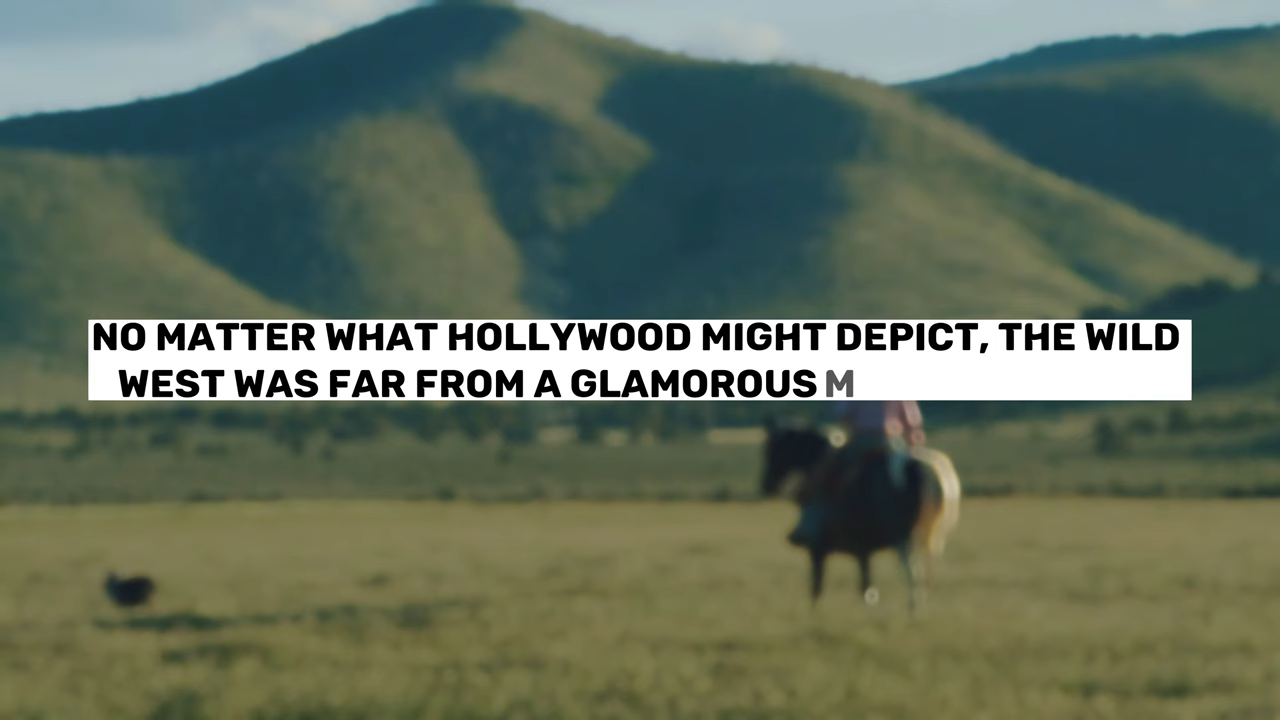 NO MATTER WHAT HOLLYWOOD MIGHT DEPICT, THE WILD
WEST WAS FAR FROM A GLAMOROUS M